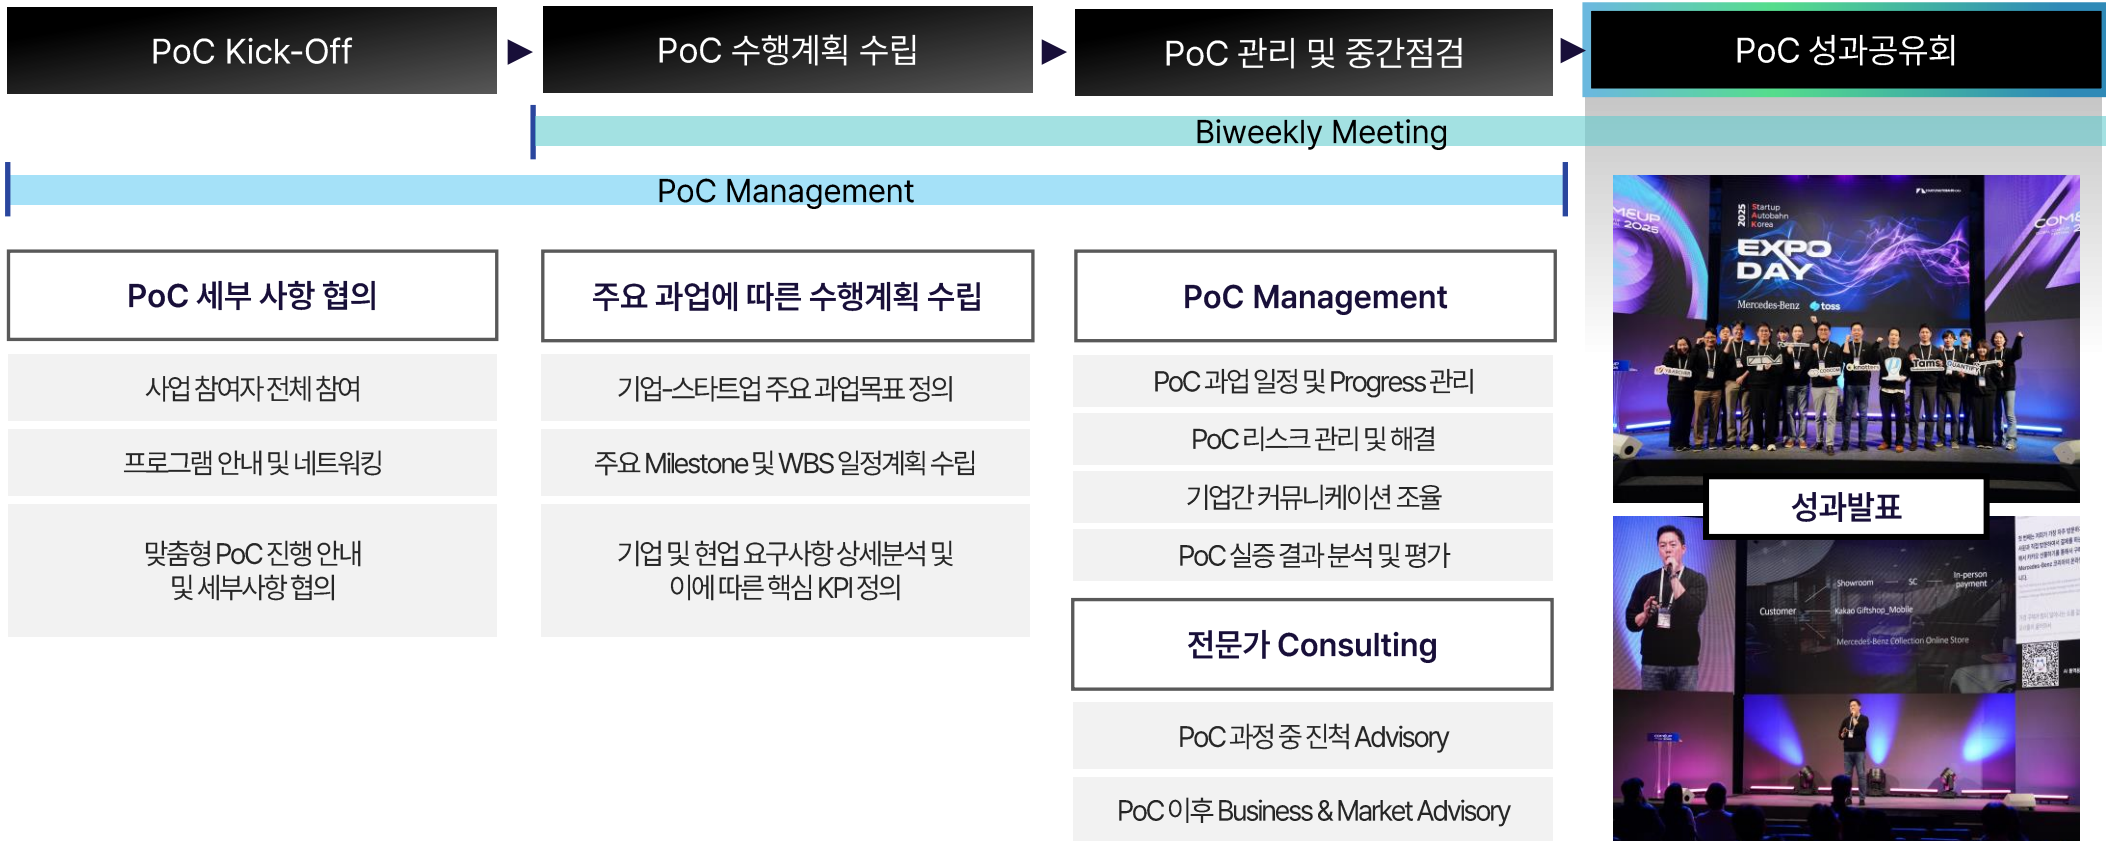 PoC Kick-Off
PoC 수행계획 수립
PoC 관리 및 중간점검
PoC 성과공유회
Biweekly Meeting
PoC Management
PoC 세부 사항 협의
사업 참여자 전체 참여
프로그램 안내 및 네트워킹
맞춤형 PoC 진행 안내
및 세부사항 협의
주요 과업에 따른 수행계획 수립
기업-스타트업 주요 과업목표 정의
주요 Milestone 및 WBS 일정계획 수립
기업 및 현업 요구사항 상세분석 및
이에 따른 핵심 KPI 정의
PoC Management
PoC 과업 일정 및 Progress 관리
PoC 리스크 관리 및 해결
기업간 커뮤니케이션 조율
PoC 실증 결과 분석 및 평가
전문가 Consulting
PoC 과정 중 진척 Advisory
PoC 이후 Business & Market Advisory
2025
Startup
Autobahn
Korea
EXPO
DAY
Mercedes-Benz toss
2025
Tams
QUANTIFY
성과발표
Showroom SC In-person
payment
Customer Kakao Giftshop_Mobile
Mercedes-Benz Collection Online Store